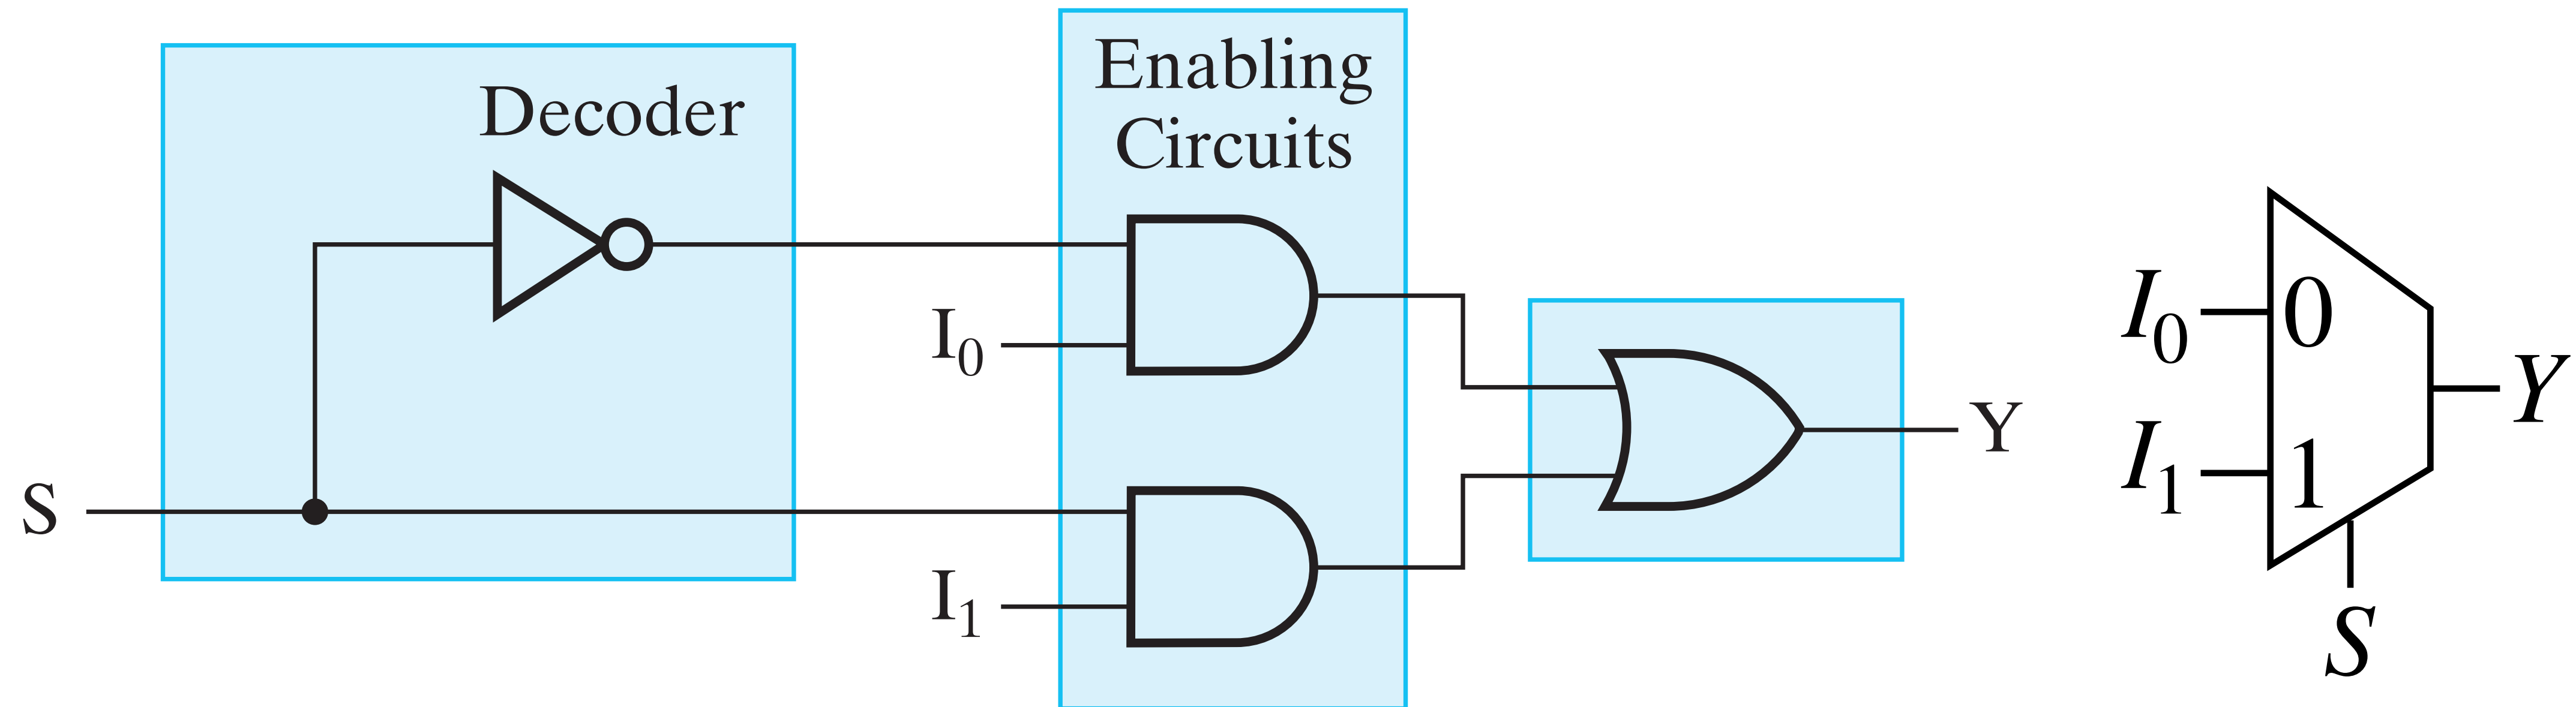 Decoder
Enabling
Circuits
I₀
S
I₁
Y
I₀
0
I₁
1
Y
S